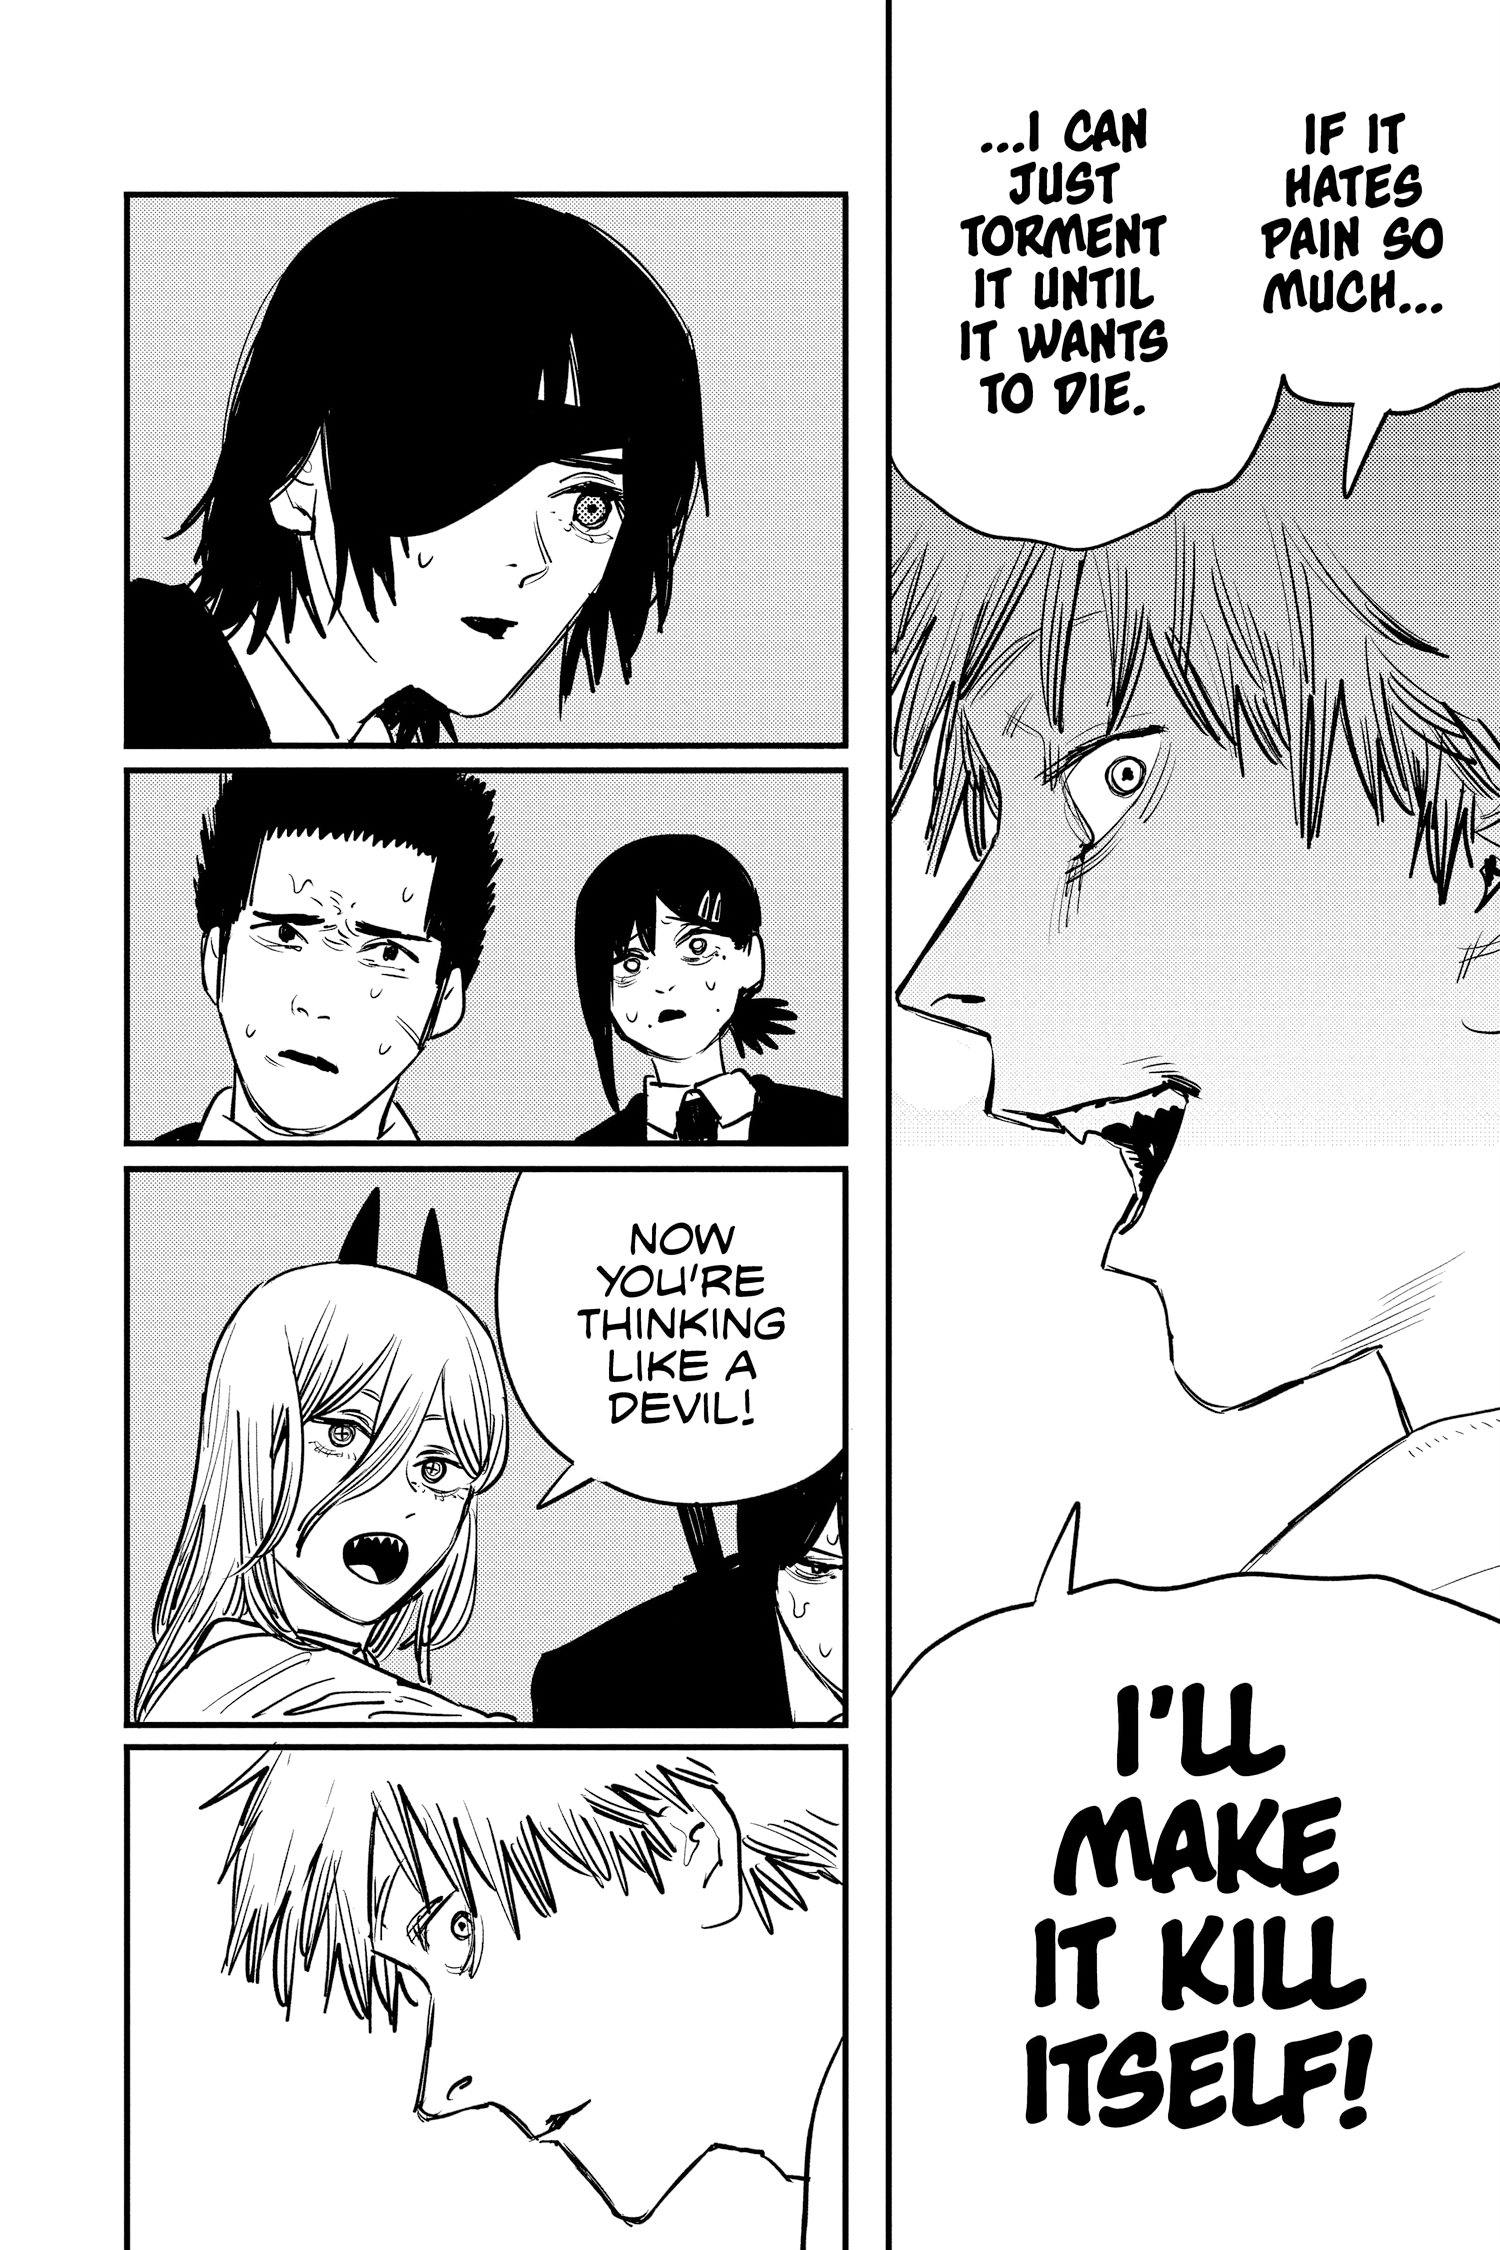 IF IT
HATES
PAIN SO
MUCH...
...I CAN
JUST
TORMENT
IT UNTIL
IT WANTS
TO DIE.
I'LL
MAKE
IT KILL
ITSELF!
NOW
YOU'RE
THINKING
LIKE A
DEVIL!